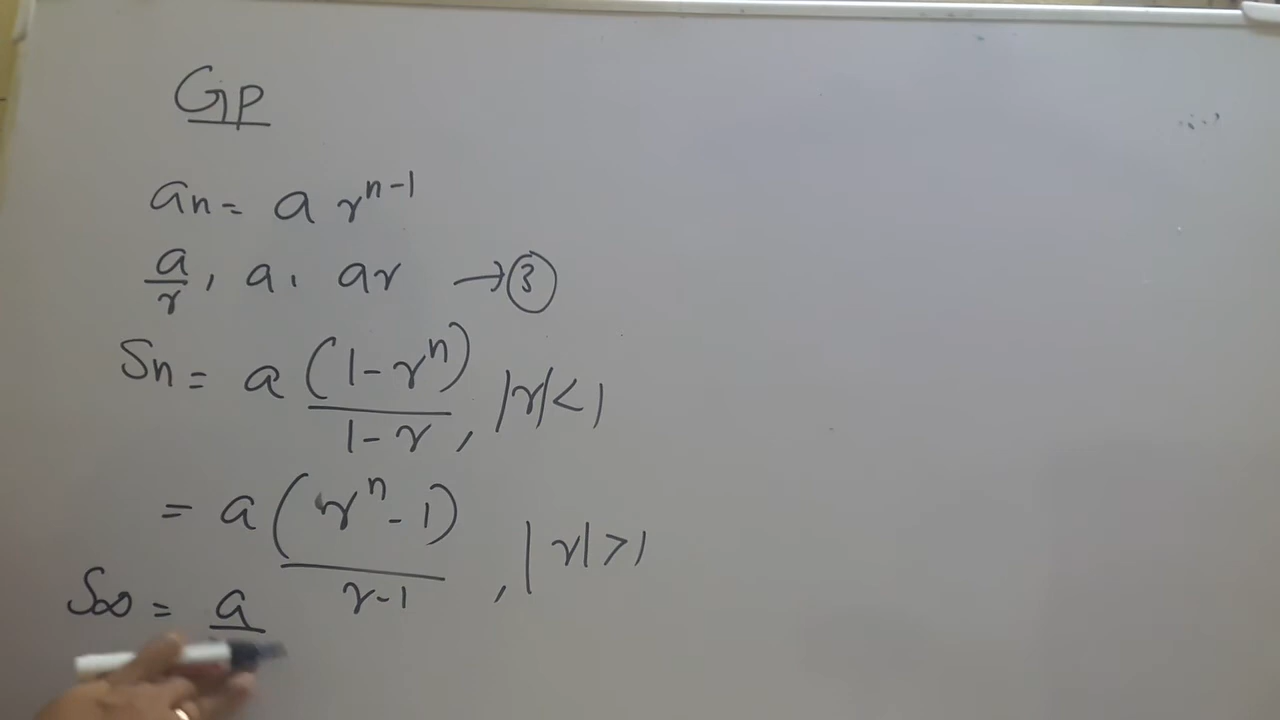 GP
an = a r^(n-1)
a/r, a, ar → ③
Sn = a (1-r^n)/(1-r), |r|<1
= a (r^n-1)/(r-1), |r|>1
S∞ = a